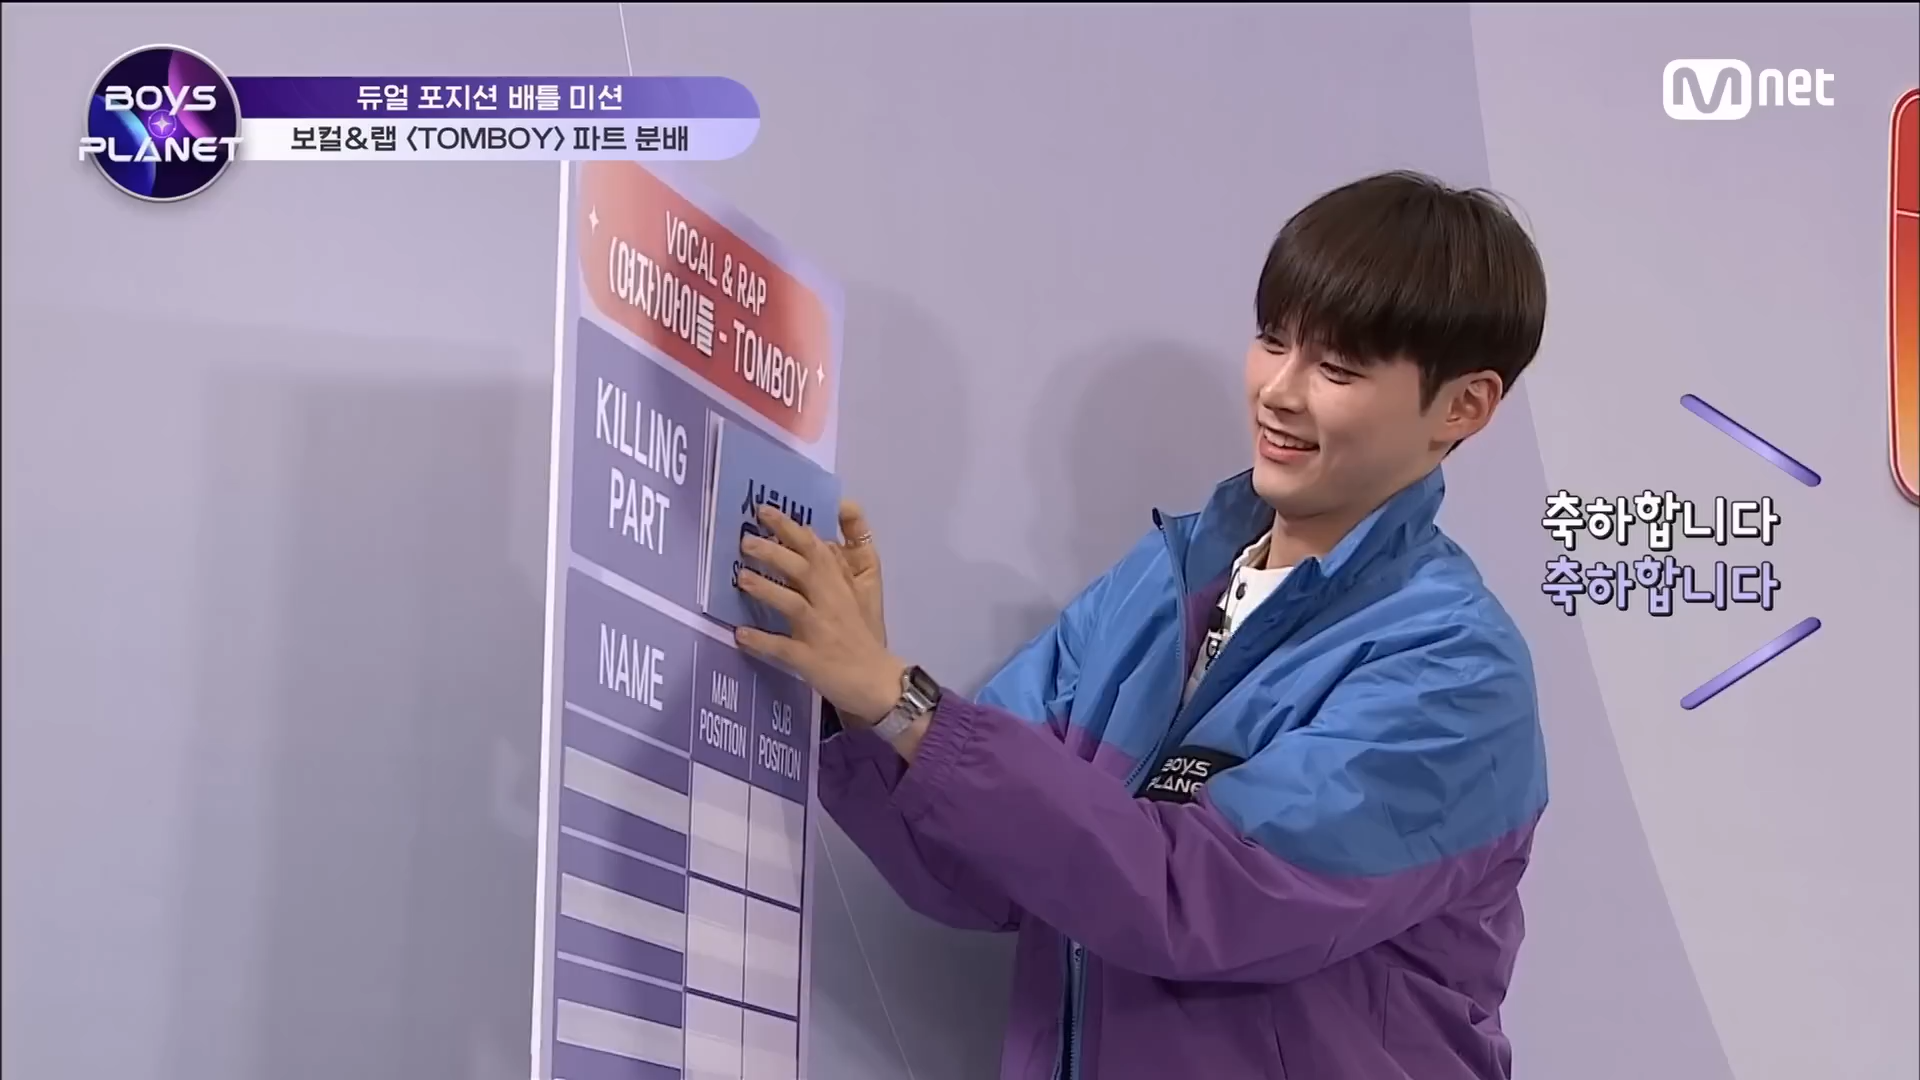 BOYS
PLANET
듀얼 포지션 배틀 미션
보컬&랩 <TOMBOY> 파트 분배
Mnet
VOCAL & RAP
(여자)아이들 - TOMBOY
KILLING
PART
NAME
MAIN
POSITION
SUB
POSITION
축하합니다
축하합니다
BOYS
PLANE